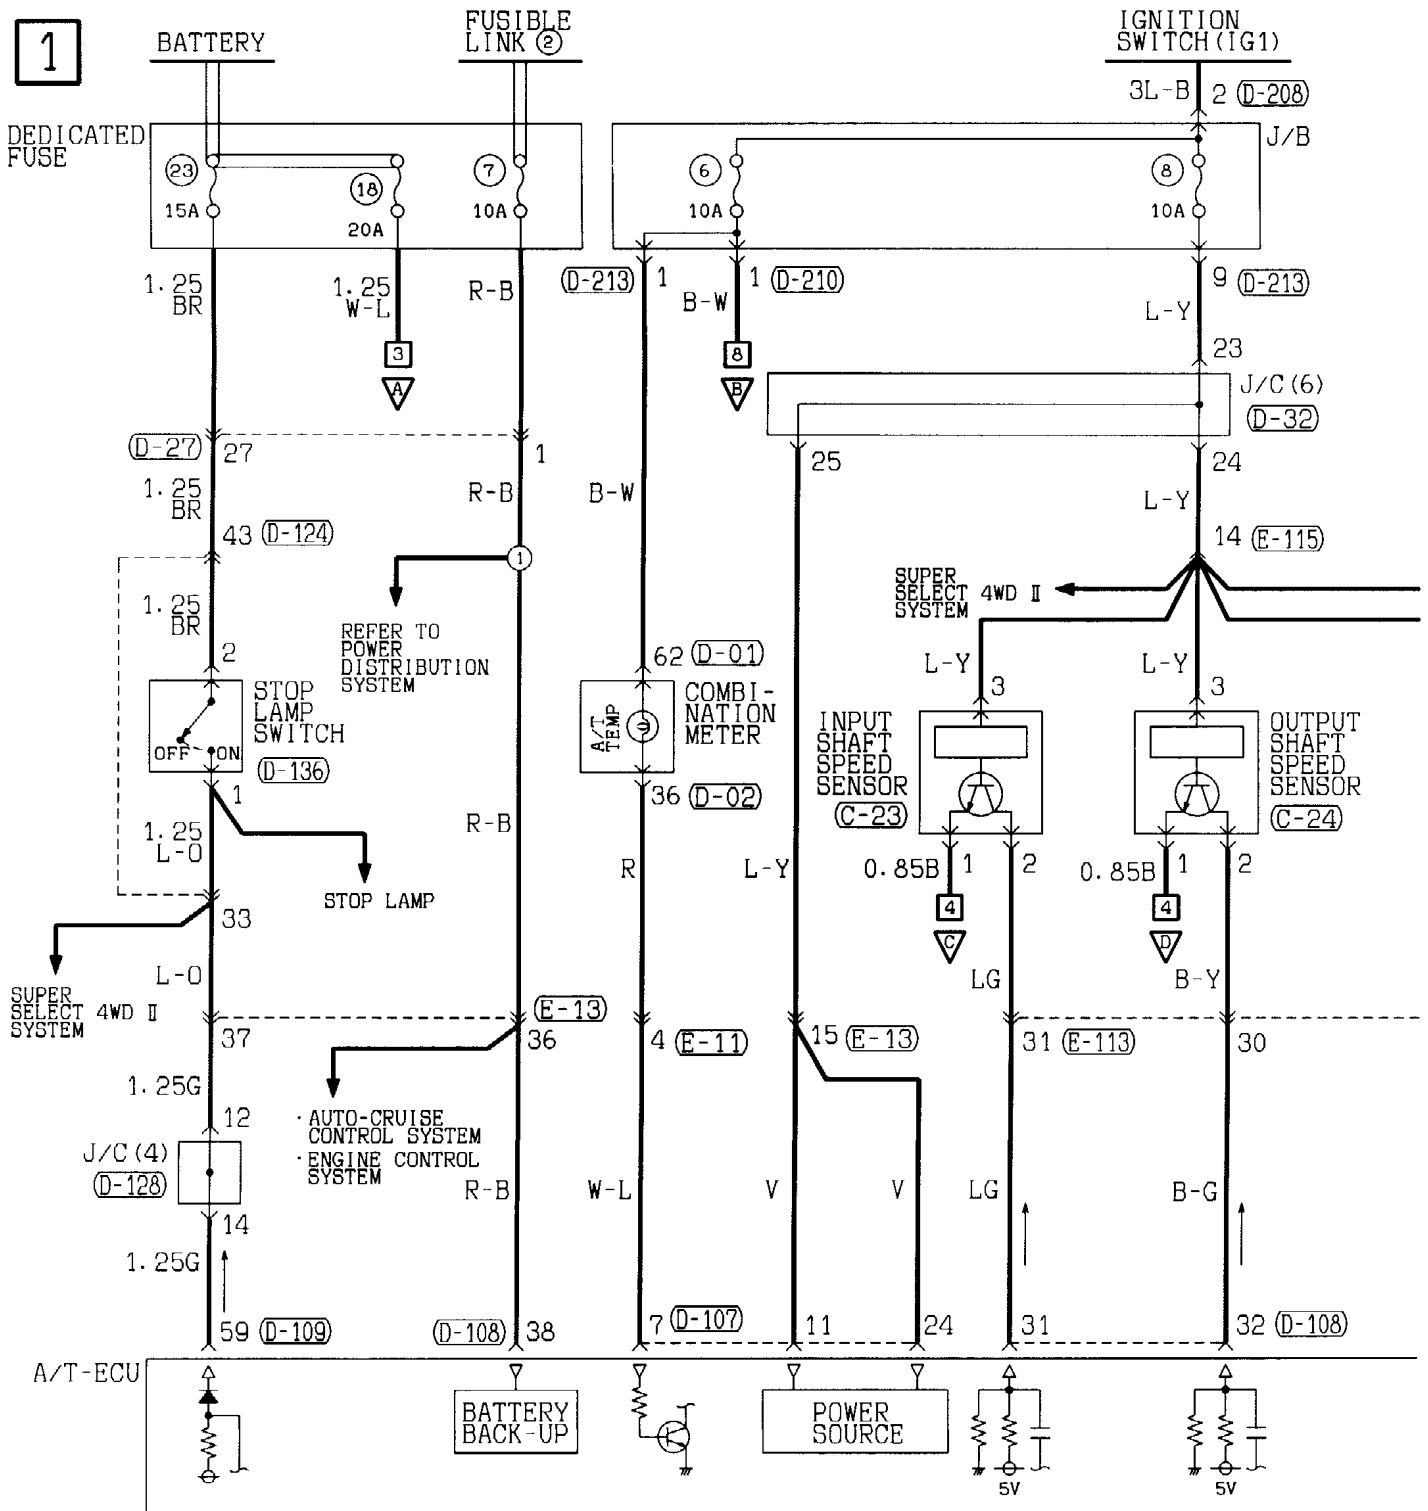 1
BATTERY
FUSIBLE
LINK ②
IGNITION
SWITCH(IG1)
3L-B
2
D-208
DEDICATED
FUSE
J/B
23
15A
18
20A
7
10A
6
10A
8
10A
1.25
BR
1.25
W-L
R-B
D-213
1
B-W
1
D-210
9
D-213
L-Y
3
A
8
B
23
J/C(6)
D-32
D-27
27
1
25
24
1.25
BR
R-B
B-W
L-Y
43
D-124
14
E-115
1
SUPER
SELECT 4WD II
SYSTEM
1.25
BR
REFER TO
POWER
DISTRIBUTION
SYSTEM
2
62
D-01
L-Y
L-Y
3
3
STOP
LAMP
SWITCH
OFF
ON
D-136
A/T
TEMP
COMBI-
NATION
METER
INPUT
SHAFT
SPEED
SENSOR
C-23
OUTPUT
SHAFT
SPEED
SENSOR
C-24
1
36
D-02
1.25
L-O
R-B
R
L-Y
0.85B
1
2
0.85B
1
2
STOP LAMP
33
4
C
4
D
L-O
LG
B-Y
SUPER
SELECT 4WD II
SYSTEM
37
E-13
36
4
E-11
15
E-13
31
E-113
30
1.25G
12
·AUTO-CRUISE
CONTROL SYSTEM
·ENGINE CONTROL
SYSTEM
J/C(4)
D-128
R-B
W-L
V
V
LG
B-G
14
1.25G
59
D-109
D-108
38
7
D-107
11
24
31
32
D-108
A/T-ECU
BATTERY
BACK-UP
POWER
SOURCE
5V
5V